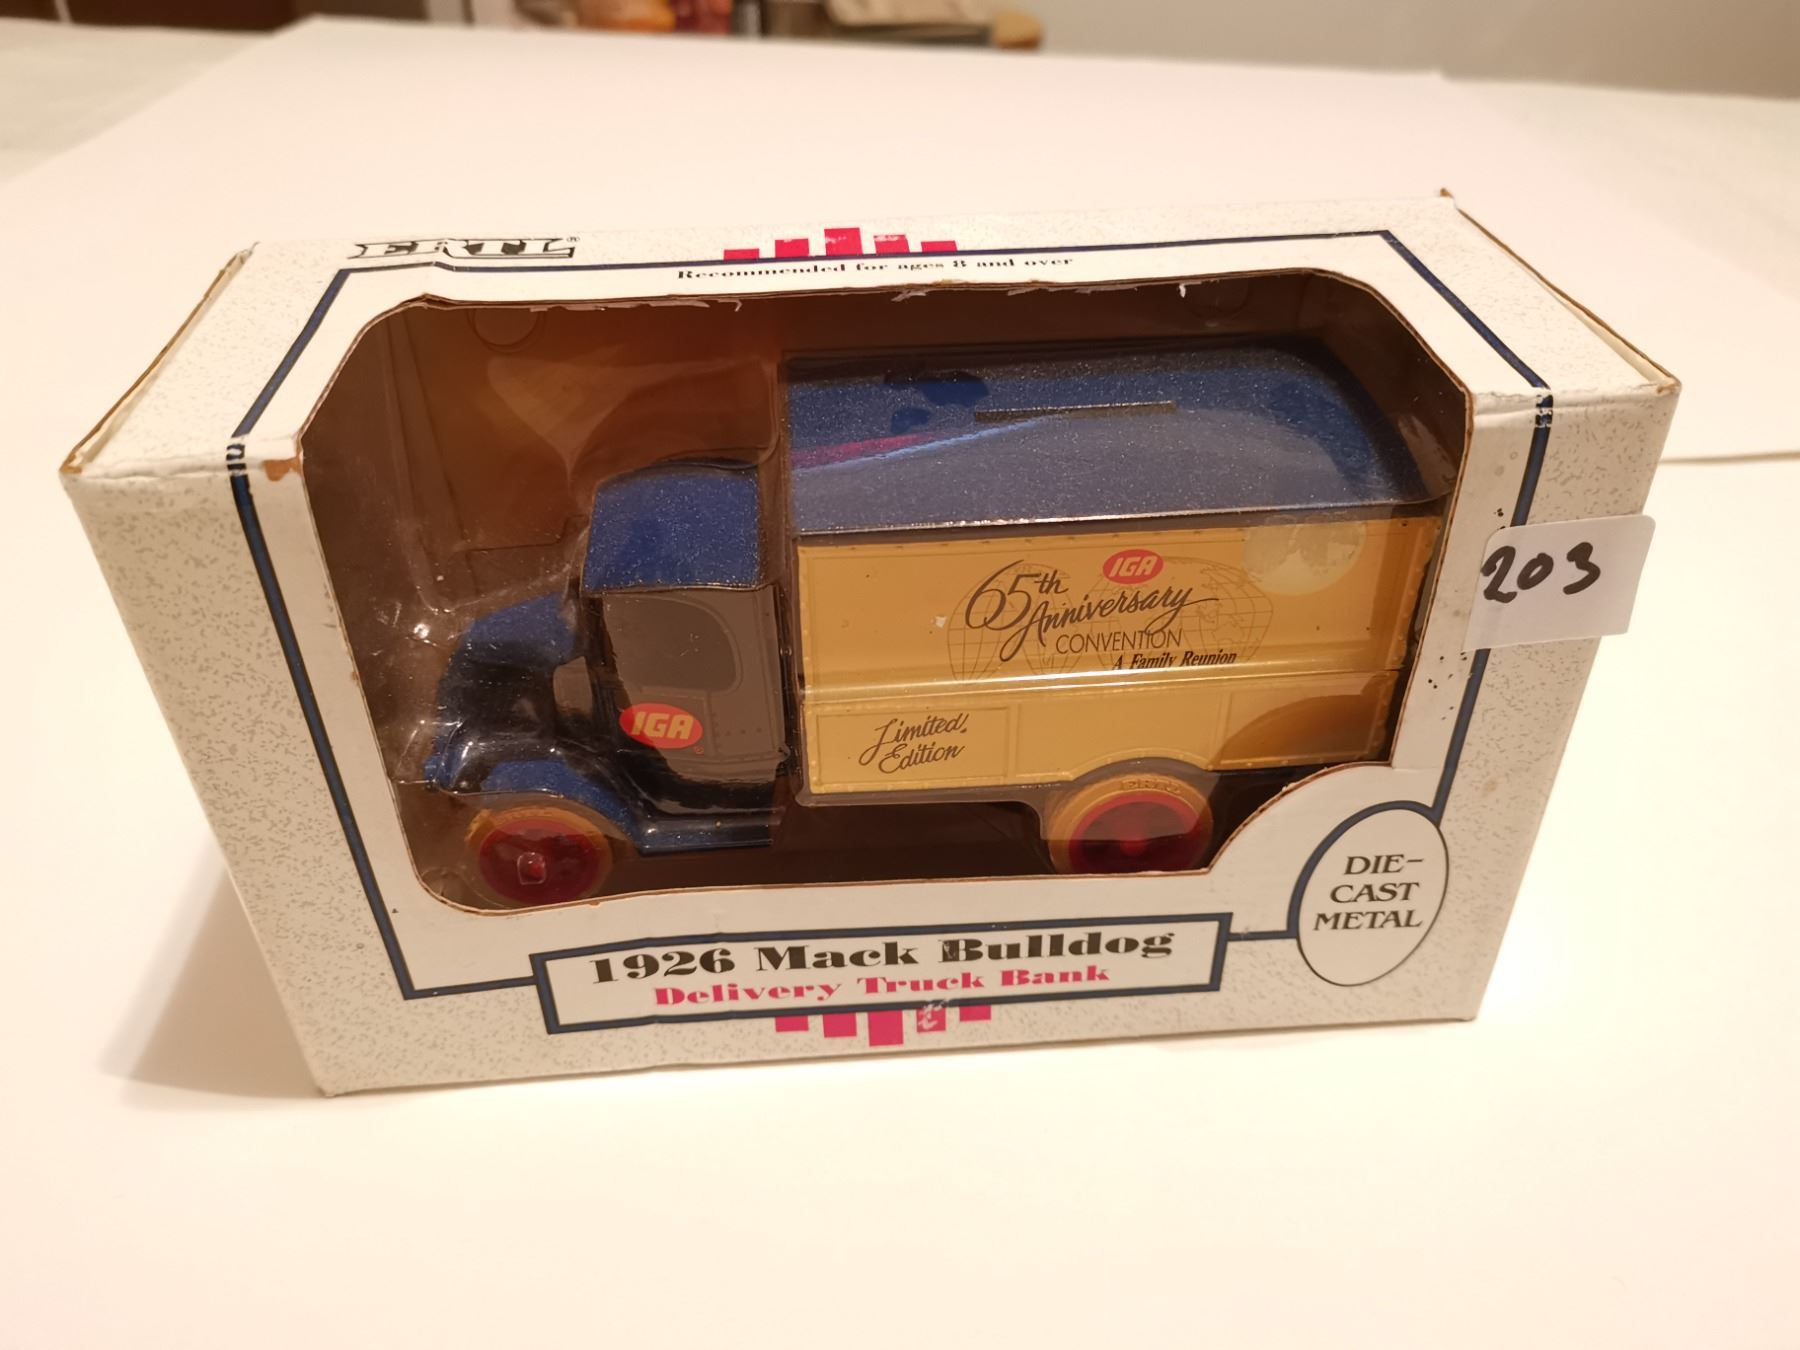 ERTL®
Recommended for ages 8 and over
203
IGA
65th
Anniversary
CONVENTION
A Family Reunion
Limited
Edition
IGA®
ERTL
DIE-
CAST
METAL
1926 Mack Bulldog
Delivery Truck Bank